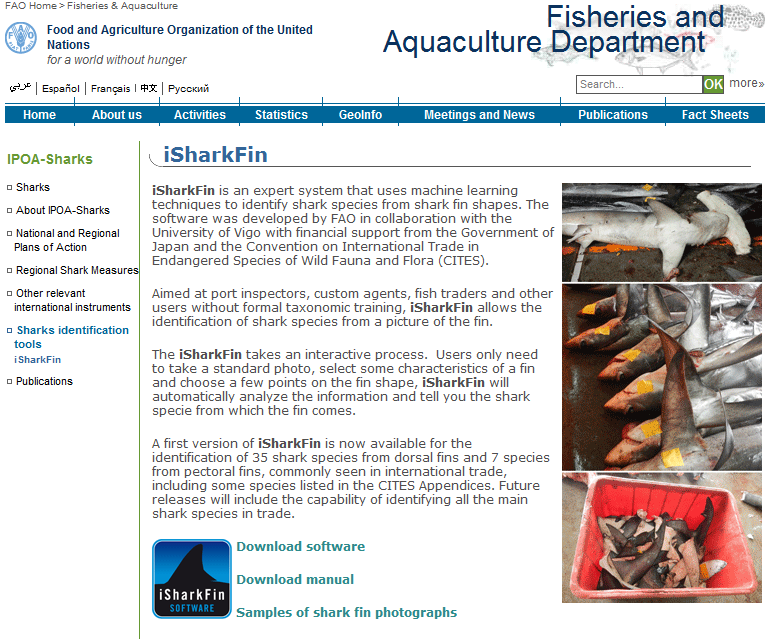 FAO Home > Fisheries & Aquaculture
Food and Agriculture Organization of the United
Nations
for a world without hunger
Fisheries and
Aquaculture Department
عربي | Español | Français | 中文 | Русский
Search... OK more»
Home About us Activities Statistics GeoInfo Meetings and News Publications Fact Sheets
IPOA-Sharks
Sharks
About IPOA-Sharks
National and Regional
Plans of Action
Regional Shark Measures
Other relevant
international instruments
Sharks identification
tools
iSharkFin
Publications
iSharkFin
iSharkFin is an expert system that uses machine learning
techniques to identify shark species from shark fin shapes. The
software was developed by FAO in collaboration with the
University of Vigo with financial support from the Government of
Japan and the Convention on International Trade in
Endangered Species of Wild Fauna and Flora (CITES).
Aimed at port inspectors, custom agents, fish traders and other
users without formal taxonomic training, iSharkFin allows the
identification of shark species from a picture of the fin.
The iSharkFin takes an interactive process. Users only need
to take a standard photo, select some characteristics of a fin
and choose a few points on the fin shape, iSharkFin will
automatically analyze the information and tell you the shark
specie from which the fin comes.
A first version of iSharkFin is now available for the
identification of 35 shark species from dorsal fins and 7 species
from pectoral fins, commonly seen in international trade,
including some species listed in the CITES Appendices. Future
releases will include the capability of identifying all the main
shark species in trade.
iSharkFin
SOFTWARE
Download software
Download manual
Samples of shark fin photographs